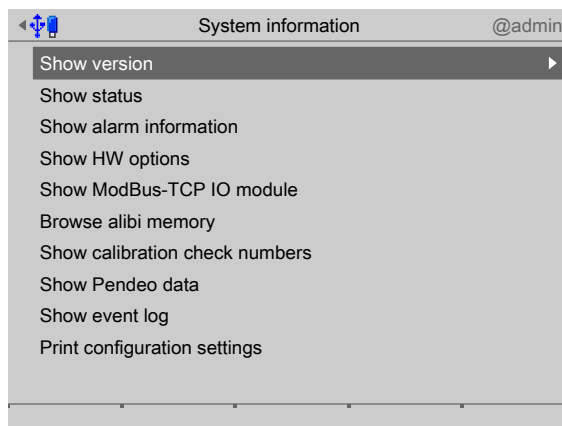 System information @admin
Show version
Show status
Show alarm information
Show HW options
Show ModBus-TCP IO module
Browse alibi memory
Show calibration check numbers
Show Pendeo data
Show event log
Print configuration settings